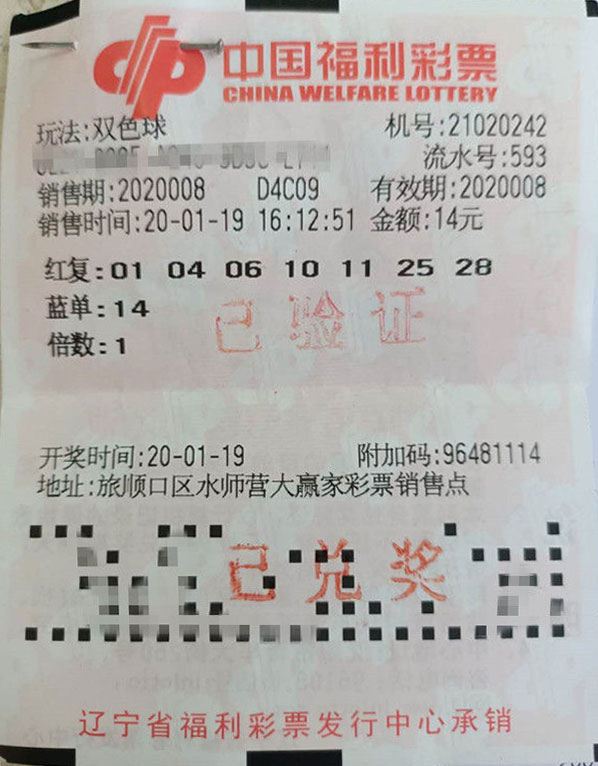 中国福利彩票
CHINA WELFARE LOTTERY
玩法:双色球 机号:21020242
流水号:593
销售期:2020008 D4C09 有效期:2020008
销售时间:20-01-19 16:12:51 金额:14元
红复:01 04 06 10 11 25 28
蓝单:14
已验证
倍数:1
开奖时间:20-01-19 附加码:96481114
地址:旅顺口区水师营大赢家彩票销售点
已兑奖
辽宁省福利彩票发行中心承销